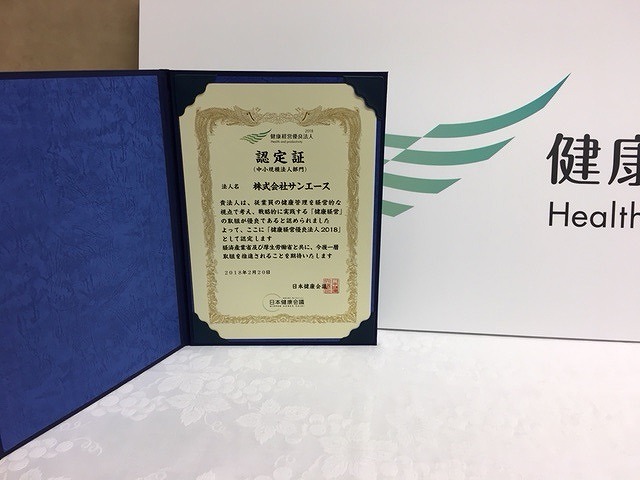 2018
健康経営優良法人
Health and productivity
認定証
(中小規模法人部門)
法人名 株式会社サンエース
貴法人は、従業員の健康管理を経営的な
視点で考え、戦略的に実践する「健康経営」
の取組が優良であると認められました
よって、ここに「健康経営優良法人2018」
として認定します
経済産業省及び厚生労働省と共に、今後一層
取組を推進されることを期待いたします
2018年2月20日
日本健康会議
日本健康会議
健康
Health